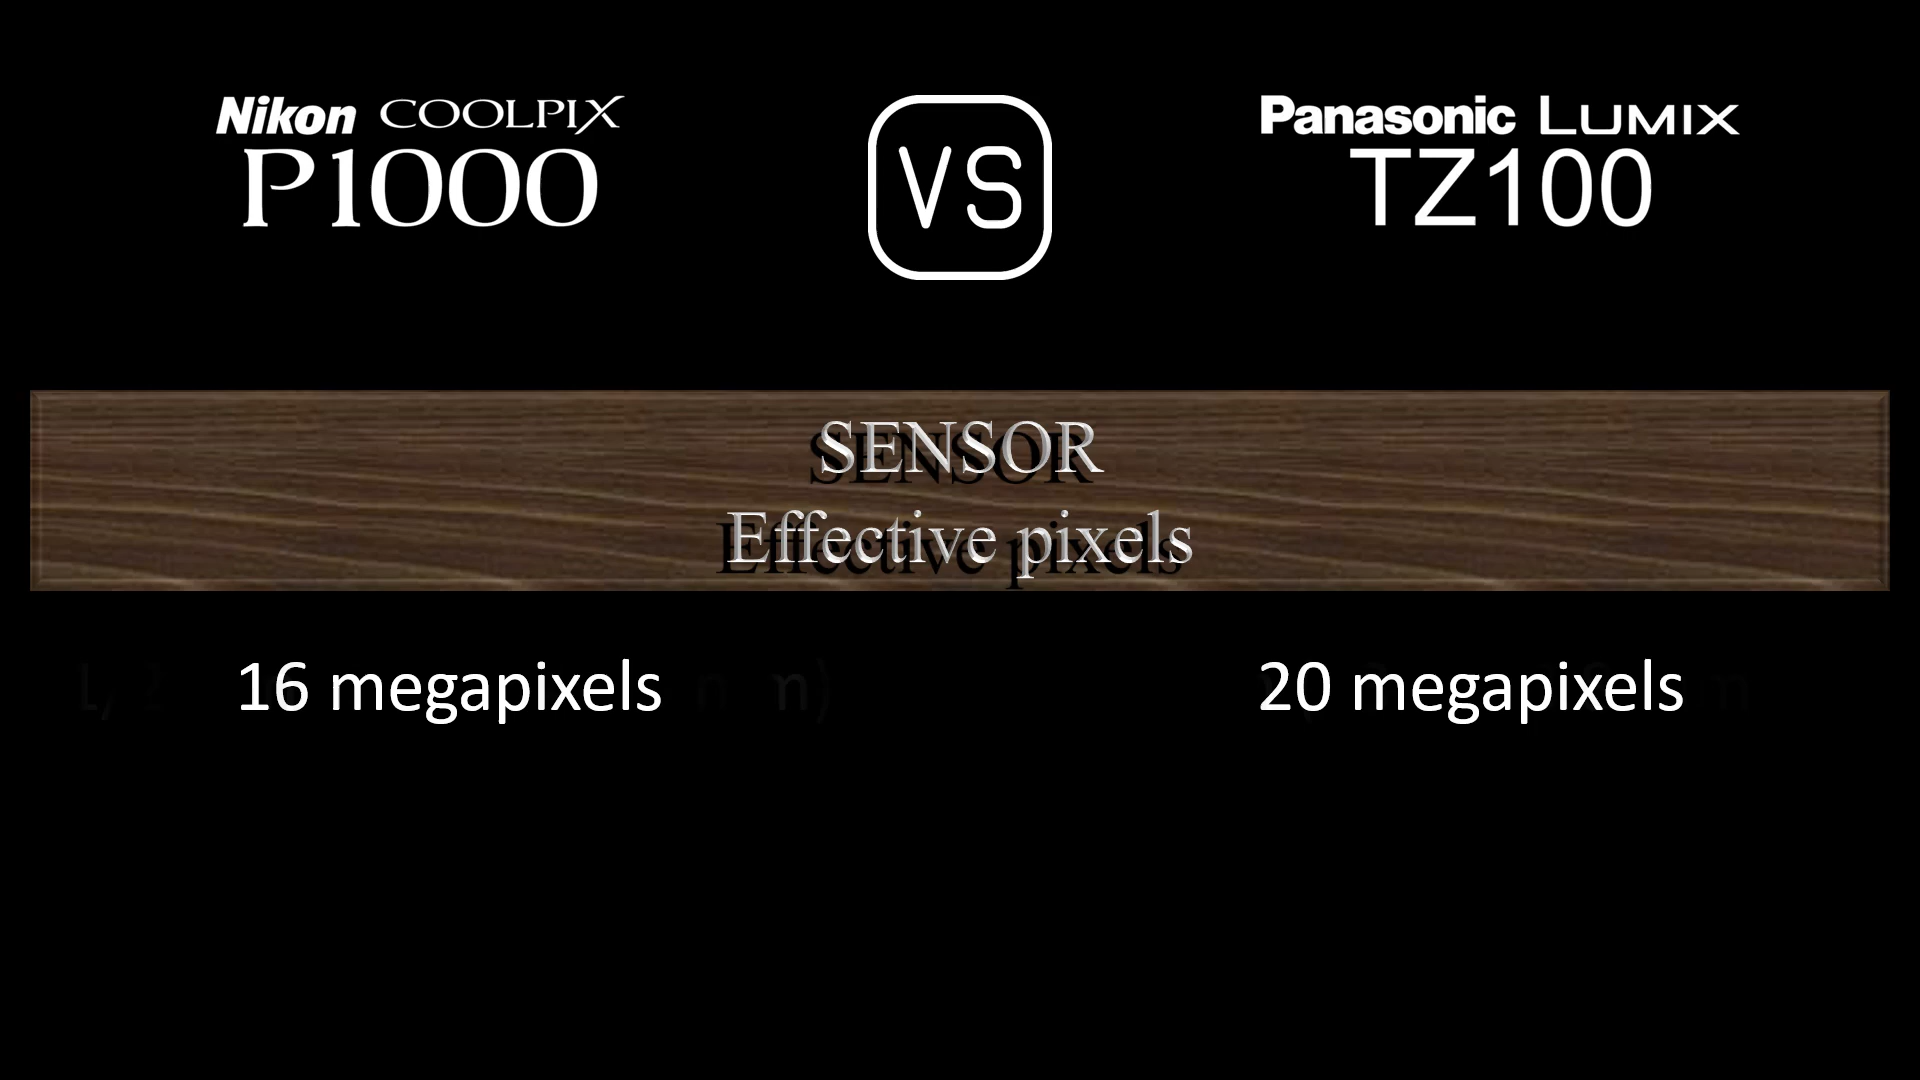 Nikon COOLPIX
P1000
VS
Panasonic LUMIX
TZ100
SENSOR
Effective pixels
16 megapixels
20 megapixels